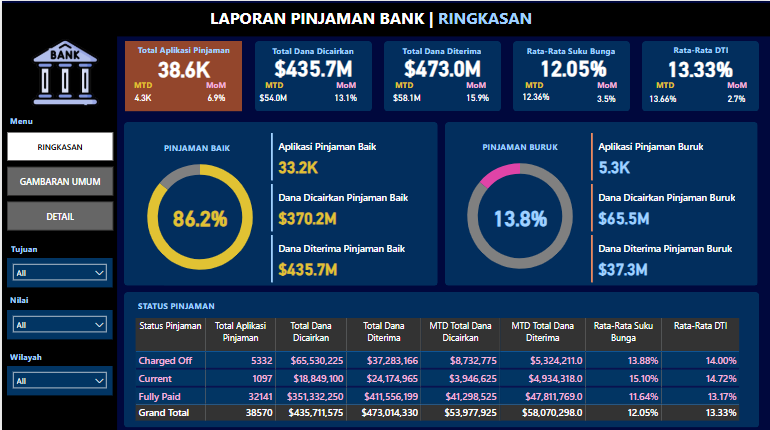 LAPORAN PINJAMAN BANK | RINGKASAN
BANK
Total Aplikasi Pinjaman
38.6K
MTD MoM
4.3K 6.9%
Total Dana Dicairkan
$435.7M
MTD MoM
$54.0M 13.1%
Total Dana Diterima
$473.0M
MTD MoM
$58.1M 15.9%
Rata-Rata Suku Bunga
12.05%
MTD MoM
12.36% 3.5%
Rata-Rata DTI
13.33%
MTD MoM
13.66% 2.7%
Menu
RINGKASAN
GAMBARAN UMUM
DETAIL
Tujuan
All
Nilai
All
Wilayah
All
PINJAMAN BAIK
86.2%
Aplikasi Pinjaman Baik
33.2K
Dana Dicairkan Pinjaman Baik
$370.2M
Dana Diterima Pinjaman Baik
$435.7M
PINJAMAN BURUK
13.8%
Aplikasi Pinjaman Buruk
5.3K
Dana Dicairkan Pinjaman Buruk
$65.5M
Dana Diterima Pinjaman Buruk
$37.3M
STATUS PINJAMAN
Status Pinjaman Total Aplikasi Pinjaman Total Dana Dicairkan Total Dana Diterima MTD Total Dana Dicairkan MTD Total Dana Diterima Rata-Rata Suku Bunga Rata-Rata DTI
Charged Off 5332 $65,530,225 $37,283,166 $8,732,775 $5,324,211.0 13.88% 14.00%
Current 1097 $18,849,100 $24,174,965 $3,946,625 $4,934,318.0 15.10% 14.72%
Fully Paid 32141 $351,332,250 $411,556,199 $41,298,525 $47,811,769.0 11.64% 13.17%
Grand Total 38570 $435,711,575 $473,014,330 $53,977,925 $58,070,298.0 12.05% 13.33%